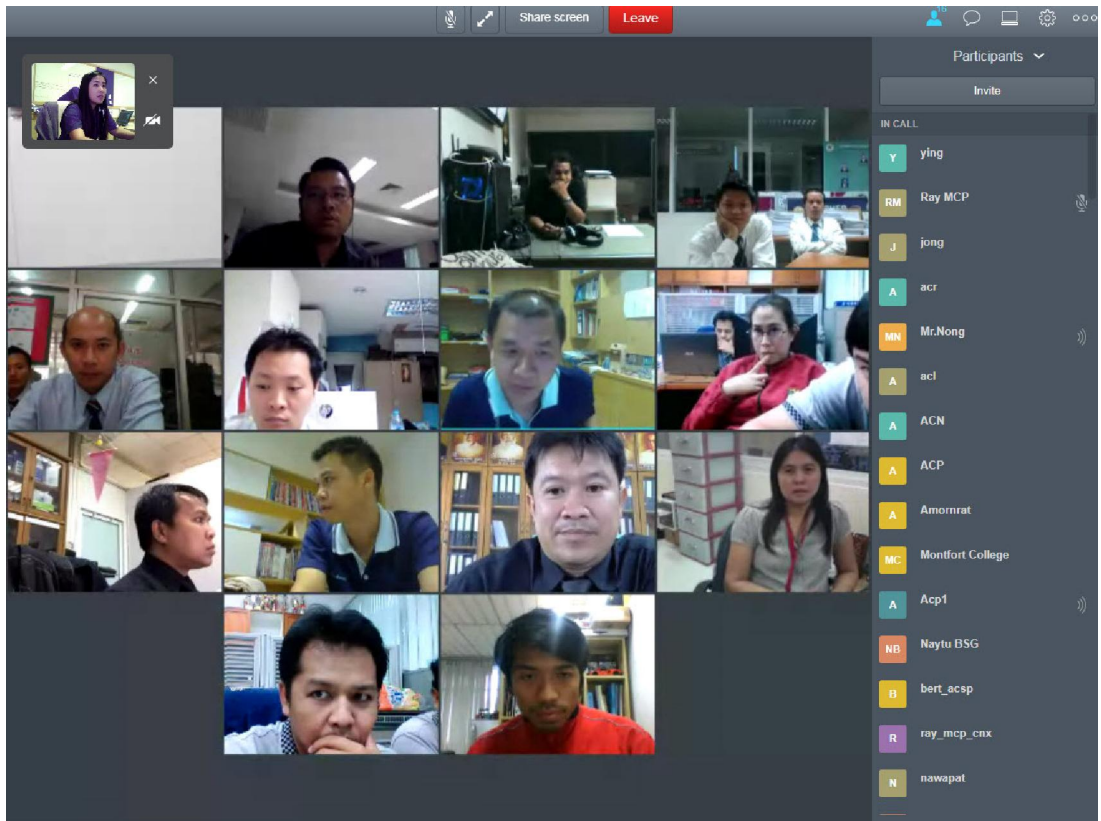 Share screen
Leave
15
Participants
Invite
IN CALL
Y
ying
RM
Ray MCP
J
jong
A
acr
MN
Mr.Nong
A
acl
A
ACN
A
ACP
A
Amornrat
MC
Montfort College
A
Acp1
NB
Naytu BSG
B
bert_acsp
R
ray_mcp_cnx
N
nawapat